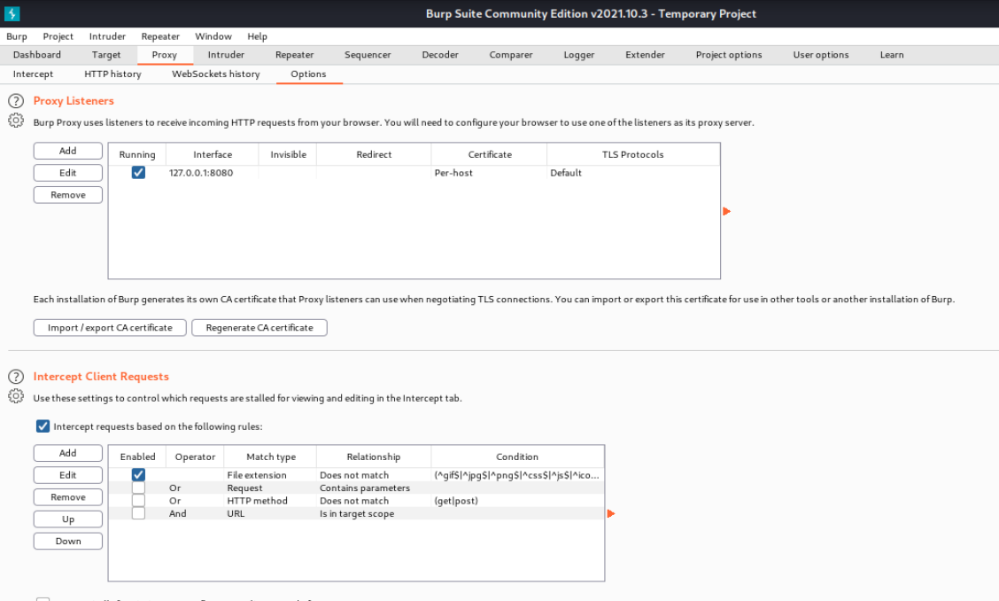 Burp Suite Community Edition v2021.10.3 - Temporary Project
Burp Project Intruder Repeater Window Help
Dashboard Target Proxy Intruder Repeater Sequencer Decoder Comparer Logger Extender Project options User options Learn
Intercept HTTP history WebSockets history Options
? Proxy Listeners
Burp Proxy uses listeners to receive incoming HTTP requests from your browser. You will need to configure your browser to use one of the listeners as its proxy server.
Add
Edit
Remove
Running Interface Invisible Redirect Certificate TLS Protocols
127.0.0.1:8080 Per-host Default
Each installation of Burp generates its own CA certificate that Proxy listeners can use when negotiating TLS connections. You can import or export this certificate for use in other tools or another installation of Burp.
Import / export CA certificate Regenerate CA certificate
? Intercept Client Requests
Use these settings to control which requests are stalled for viewing and editing in the Intercept tab.
Intercept requests based on the following rules:
Add
Edit
Remove
Up
Down
Enabled Operator Match type Relationship Condition
File extension Does not match (^gif$|^jpg$|^png$|^css$|^js$|^ico...
Or Request Contains parameters
Or HTTP method Does not match (get|post)
And URL Is in target scope